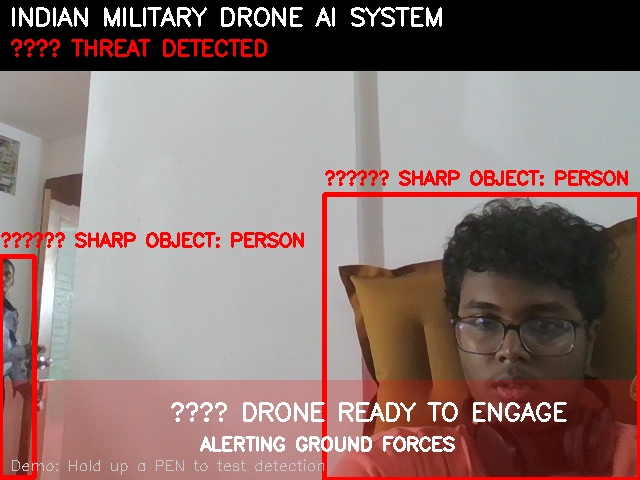 INDIAN MILITARY DRONE AI SYSTEM
???? THREAT DETECTED
?????? SHARP OBJECT: PERSON
?????? SHARP OBJECT: PERSON
???? DRONE READY TO ENGAGE
ALERTING GROUND FORCES
Demo: Hold up a PEN to test detection